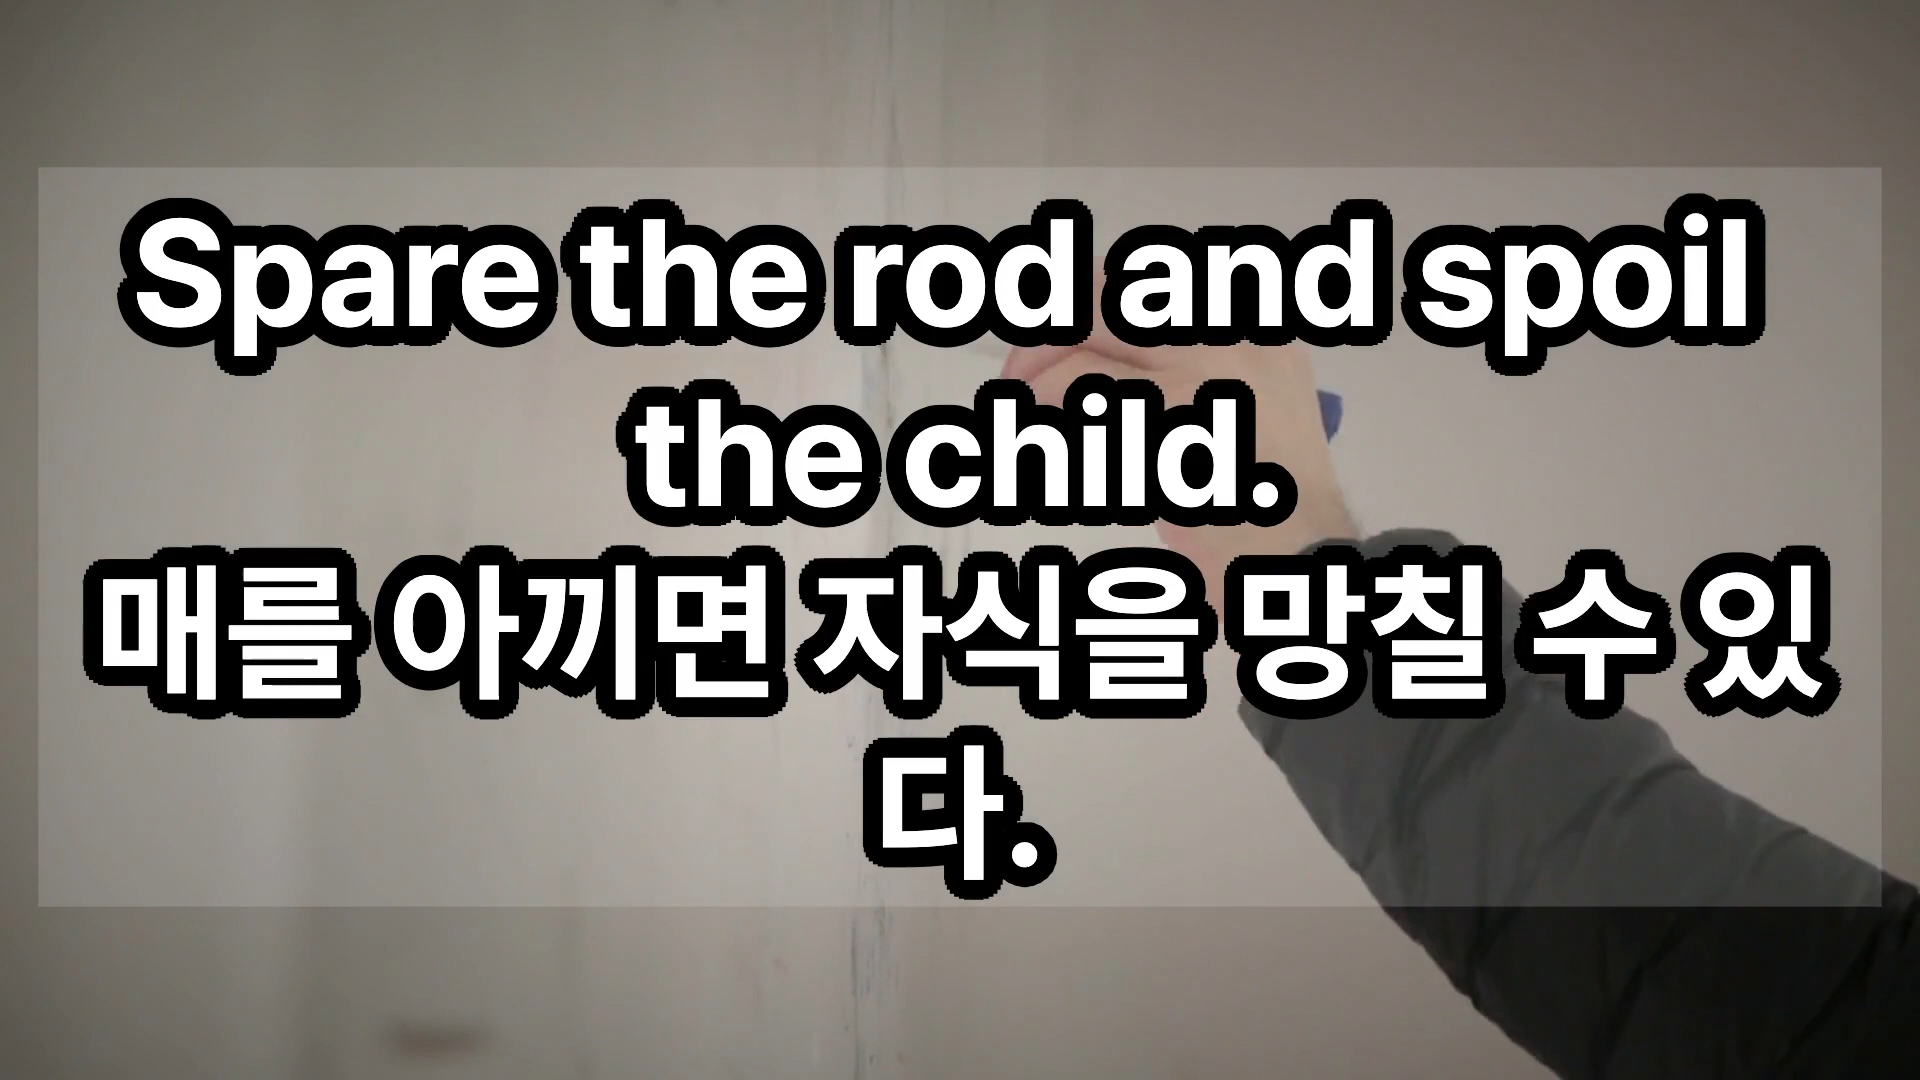 Spare the rod and spoil
the child.
매를 아끼면 자식을 망칠 수 있
다.